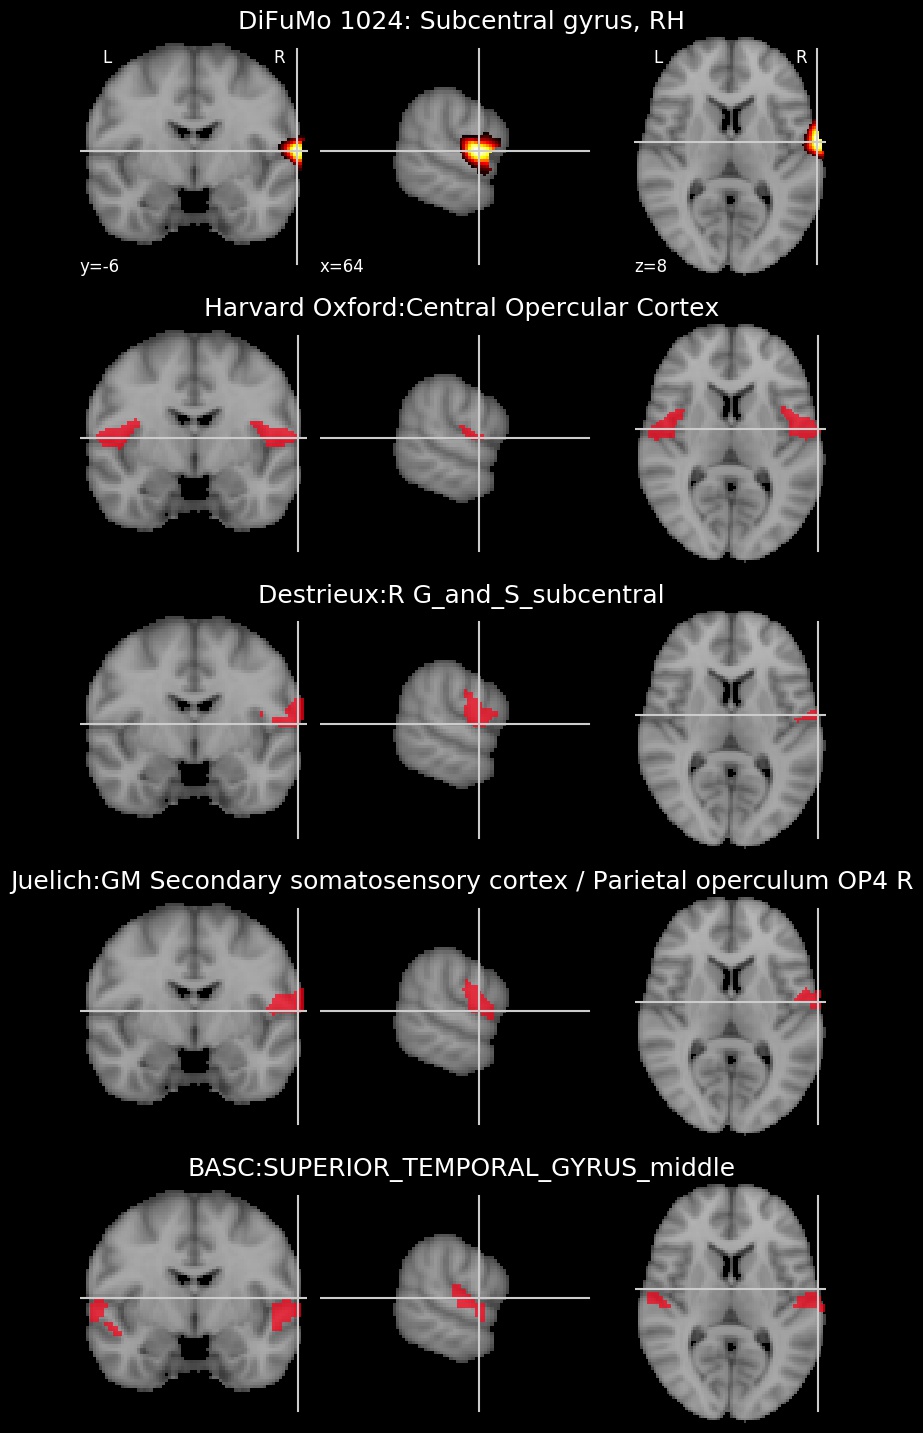 DiFuMo 1024: Subcentral gyrus, RH
L R L R
y=-6 x=64 z=8
Harvard Oxford:Central Opercular Cortex
Destrieux:R G_and_S_subcentral
Juelich:GM Secondary somatosensory cortex / Parietal operculum OP4 R
BASC:SUPERIOR_TEMPORAL_GYRUS_middle